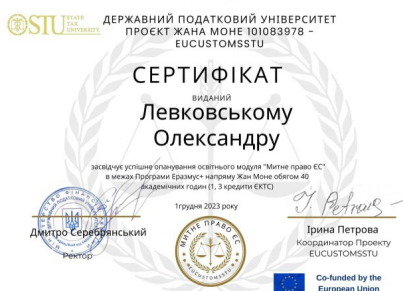 STU STATE TAX UNIVERSITY
ДЕРЖАВНИЙ ПОДАТКОВИЙ УНІВЕРСИТЕТ
ПРОЄКТ ЖАНА МОНЕ 101083978 –
EUCUSTOMSSTU
СЕРТИФІКАТ
ВИДАНИЙ
Левковському
Олександру
засвідчує успішне опанування освітнього модуля "Митне право ЄС"
в межах Програми Еразмус+ напряму Жан Моне обсягом 40
академічних годин (1, 3 кредити ЄКТС)
1грудня 2023 року
Дмитро Серебрянський
Ректор
МИТНЕ ПРАВО ЄС
EUCUSTOMSSTU
Ірина Петрова
Координатор Проекту
EUCUSTOMSSTU
Co-funded by the
European Union